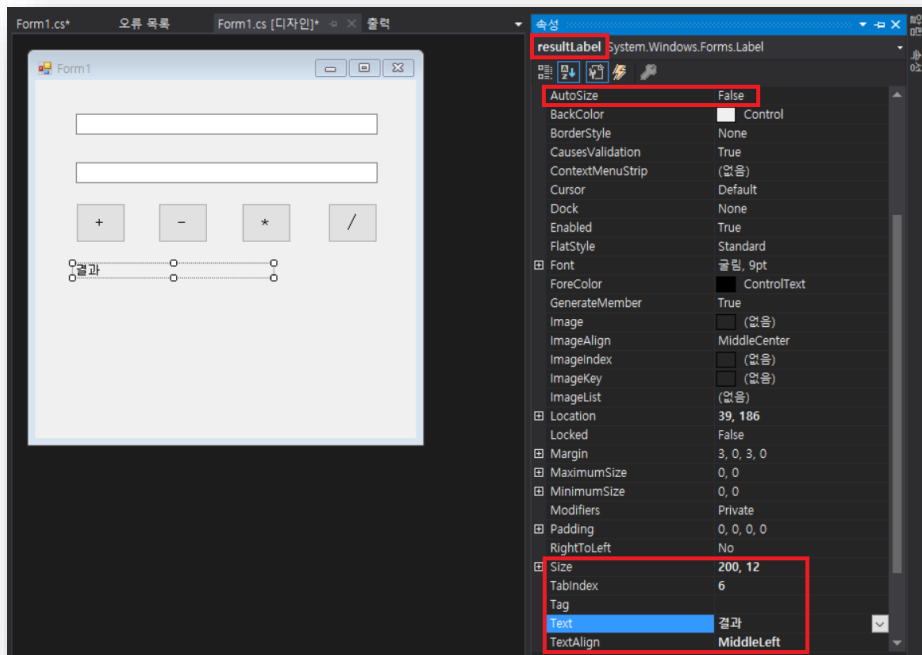 Form1.cs*
오류 목록
Form1.cs [디자인]*
출력
속성
resultLabel System.Windows.Forms.Label
Form1
+
-
*
/
결과
AutoSize False
BackColor Control
BorderStyle None
CausesValidation True
ContextMenuStrip (없음)
Cursor Default
Dock None
Enabled True
FlatStyle Standard
Font 굴림, 9pt
ForeColor ControlText
GenerateMember True
Image (없음)
ImageAlign MiddleCenter
ImageIndex (없음)
ImageKey (없음)
ImageList (없음)
Location 39, 186
Locked False
Margin 3, 0, 3, 0
MaximumSize 0, 0
MinimumSize 0, 0
Modifiers Private
Padding 0, 0, 0, 0
RightToLeft No
Size 200, 12
TabIndex 6
Tag
Text 결과
TextAlign MiddleLeft